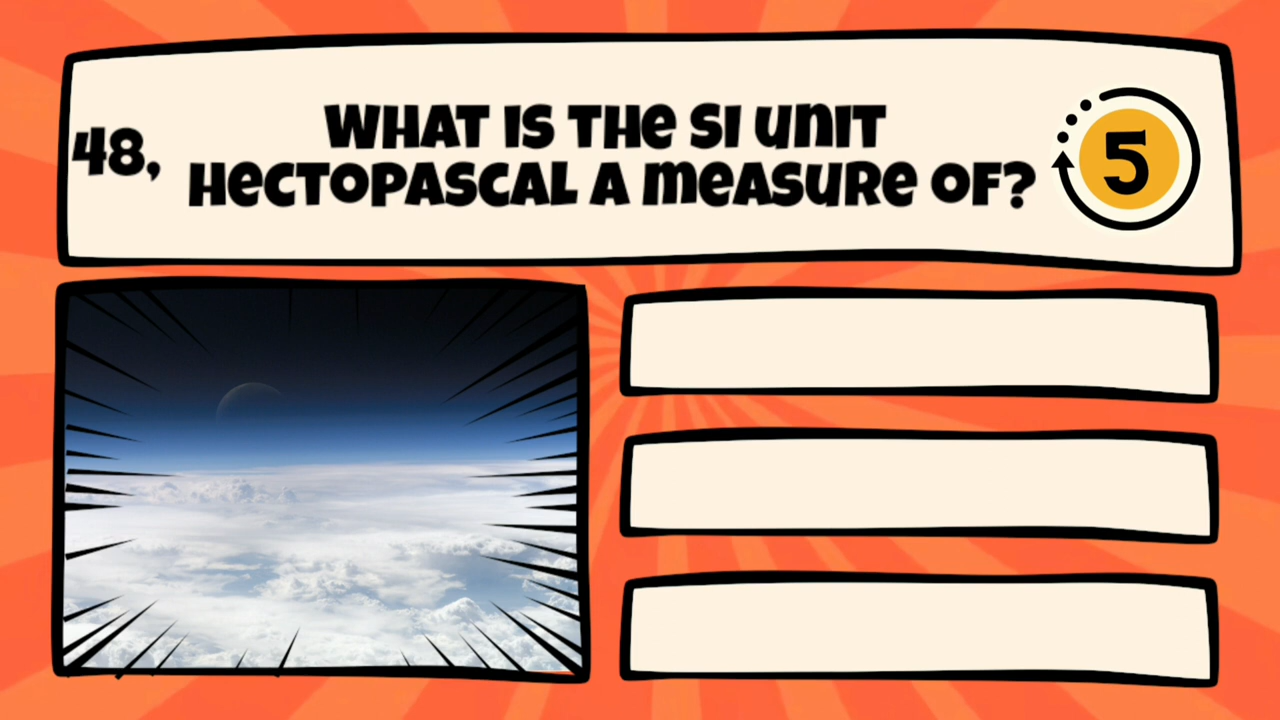 48,
WHAT IS THE SI UNIT
HECTOPASCAL A MEASURE OF?
5